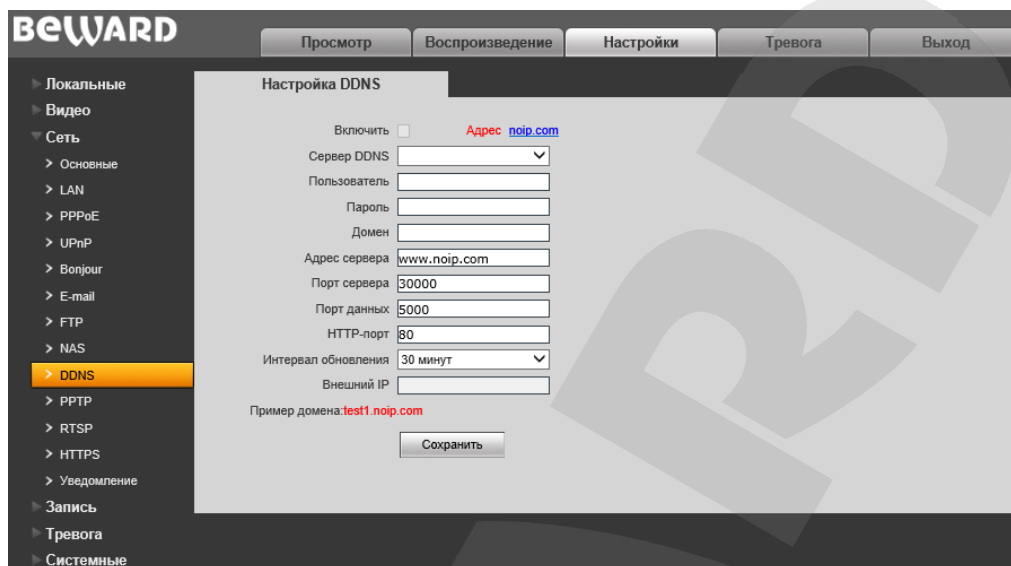 BEWARD
Просмотр
Воспроизведение
Настройки
Тревога
Выход
Локальные
Видео
Сеть
Основные
LAN
PPPoE
UPnP
Bonjour
E-mail
FTP
NAS
DDNS
PPTP
RTSP
HTTPS
Уведомление
Запись
Тревога
Системные
Настройка DDNS
Включить Адрес noip.com
Сервер DDNS
Пользователь
Пароль
Домен
Адрес сервера www.noip.com
Порт сервера 30000
Порт данных 5000
HTTP-порт 80
Интервал обновления 30 минут
Внешний IP
Пример домена:test1.noip.com
Сохранить